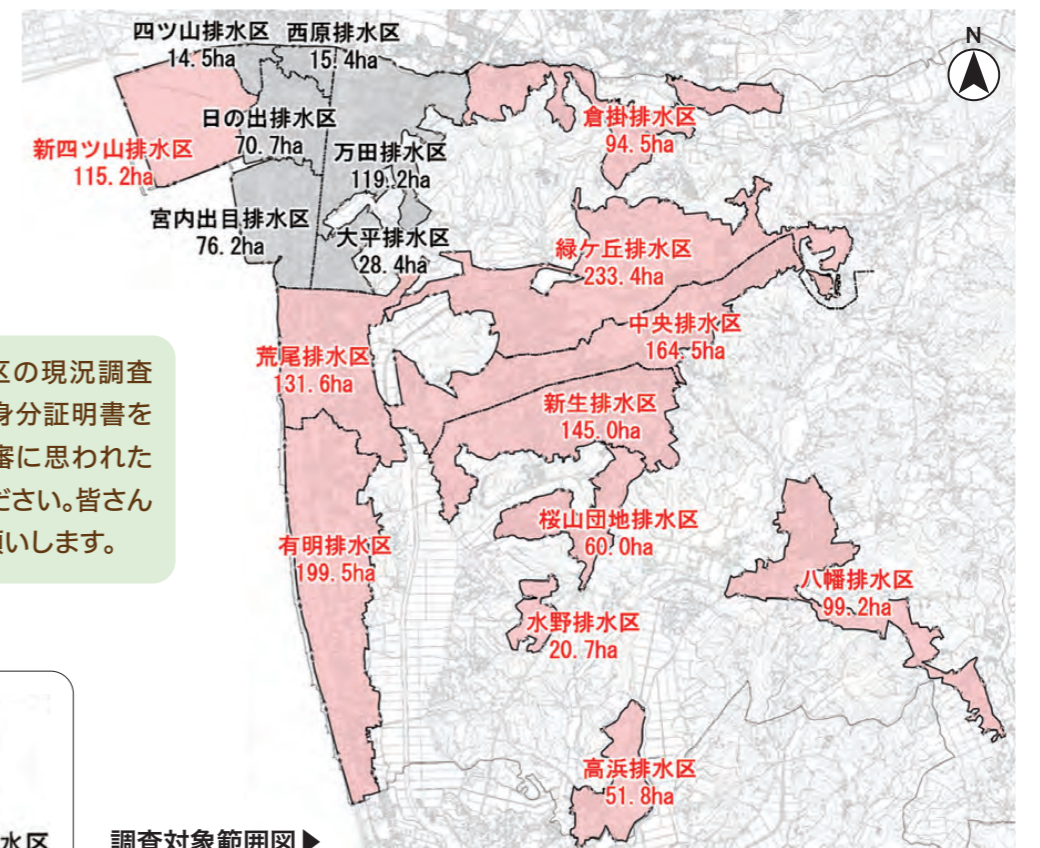 四ツ山排水区
14.5ha
西原排水区
15.4ha
N
日の出排水区
70.7ha
新四ツ山排水区
115.2ha
万田排水区
119.2ha
倉掛排水区
94.5ha
宮内出目排水区
76.2ha
大平排水区
28.4ha
緑ケ丘排水区
233.4ha
中央排水区
164.5ha
荒尾排水区
131.6ha
新生排水区
145.0ha
区の現況調査
身分証明書を
審に思われた
ださい。皆さん
願いします。
桜山団地排水区
60.0ha
有明排水区
199.5ha
八幡排水区
99.2ha
水野排水区
20.7ha
高浜排水区
51.8ha
水区
調査対象範囲図▶